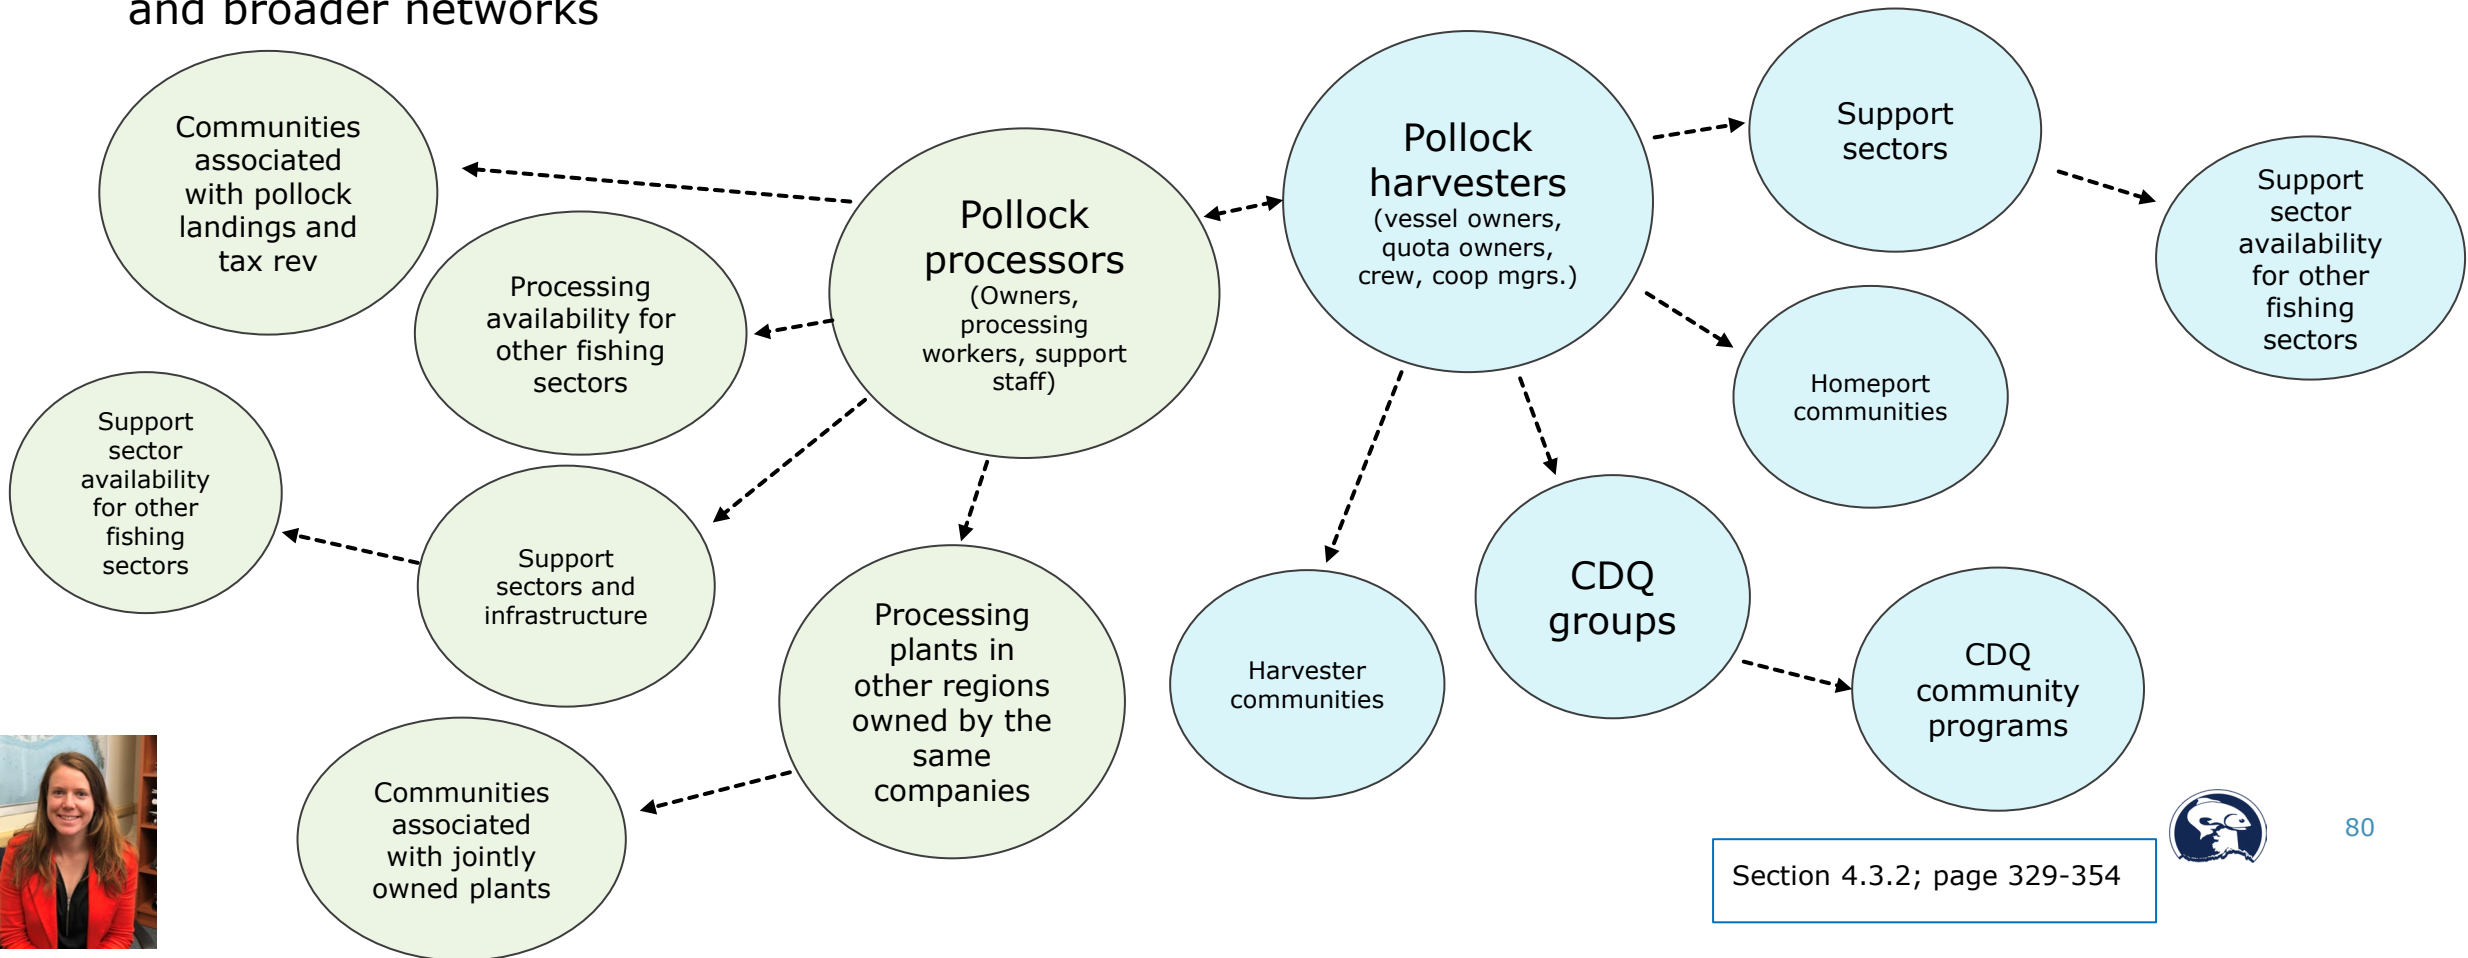 and broader networks
Communities
associated
with pollock
landings and
tax rev
Processing
availability for
other fishing
sectors
Support
sector
availability
for other
fishing
sectors
Support
sectors and
infrastructure
Communities
associated
with jointly
owned plants
Pollock
processors
(Owners,
processing
workers, support
staff)
Processing
plants in
other regions
owned by the
same
companies
Pollock
harvesters
(vessel owners,
quota owners,
crew, coop mgrs.)
Support
sectors
Support
sector
availability
for other
fishing
sectors
Homeport
communities
Harvester
communities
CDQ
groups
CDQ
community
programs
Section 4.3.2; page 329-354
80